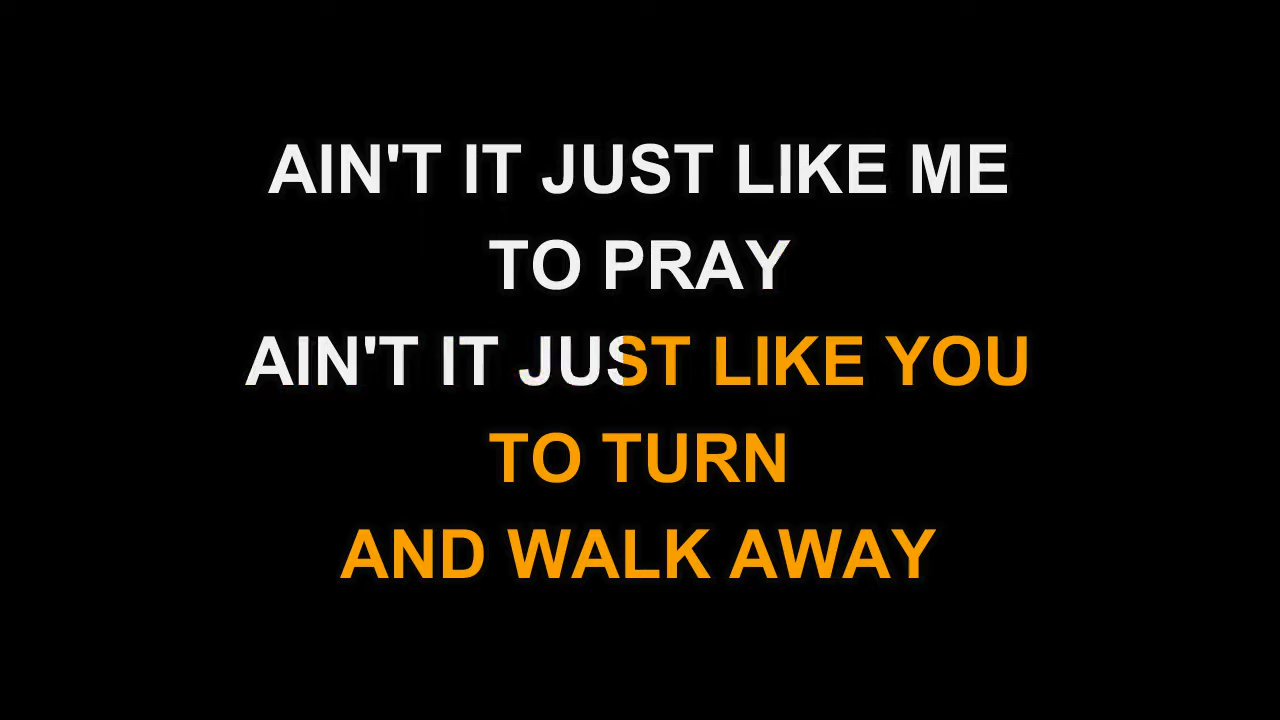 AIN'T IT JUST LIKE ME
TO PRAY
AIN'T IT JUST LIKE YOU
TO TURN
AND WALK AWAY